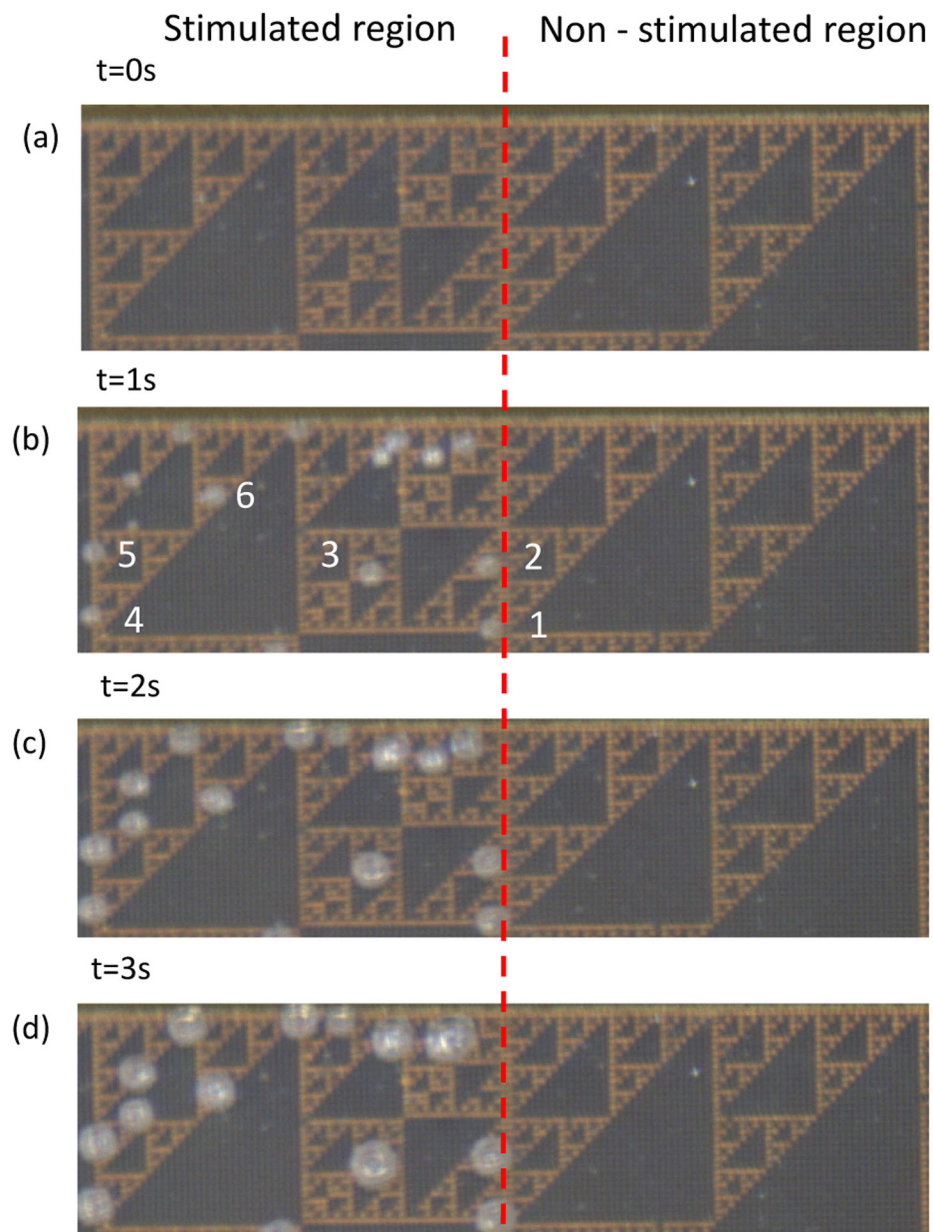 Stimulated region
Non - stimulated region
t=0s
(a)
t=1s
(b)
6
5
3
2
4
1
t=2s
(c)
t=3s
(d)